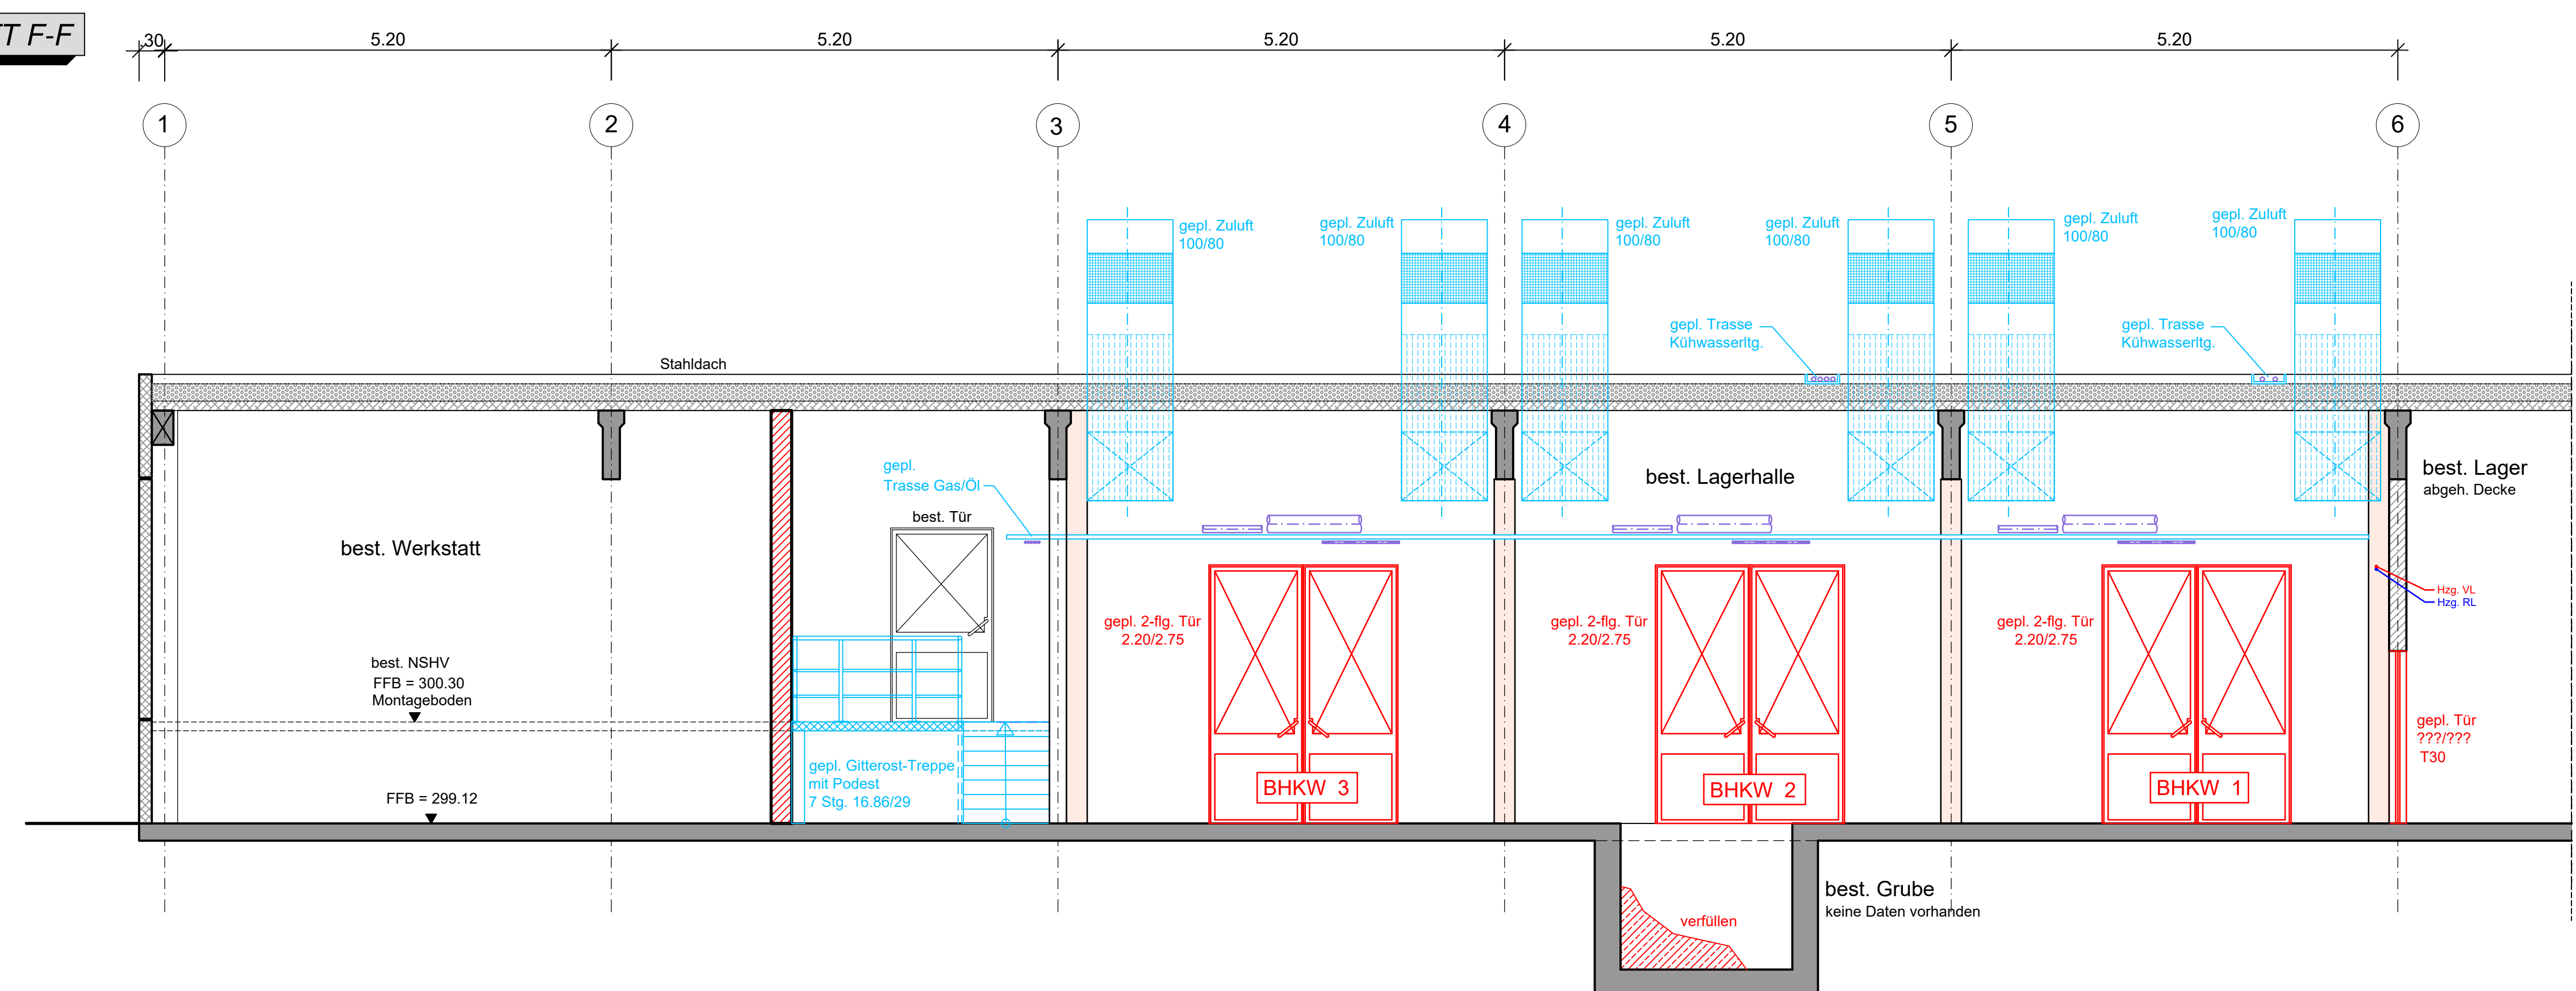 T F-F
.30
5.20
5.20
5.20
5.20
5.20
1
2
3
4
5
6
gepl. Zuluft
100/80
gepl. Zuluft
100/80
gepl. Zuluft
100/80
gepl. Zuluft
100/80
gepl. Zuluft
100/80
gepl. Zuluft
100/80
gepl. Trasse
Kühwasserltg.
gepl. Trasse
Kühwasserltg.
Stahldach
gepl.
Trasse Gas/Öl
best. Tür
best. Werkstatt
best. Lagerhalle
best. Lager
abgeh. Decke
Hzg. VL
Hzg. RL
gepl. 2-flg. Tür
2.20/2.75
gepl. 2-flg. Tür
2.20/2.75
gepl. 2-flg. Tür
2.20/2.75
best. NSHV
FFB = 300.30
Montageboden
gepl. Tür
???/???
T30
gepl. Gitterost-Treppe
mit Podest
7 Stg. 16.86/29
FFB = 299.12
BHKW 3
BHKW 2
BHKW 1
best. Grube
keine Daten vorhanden
verfüllen